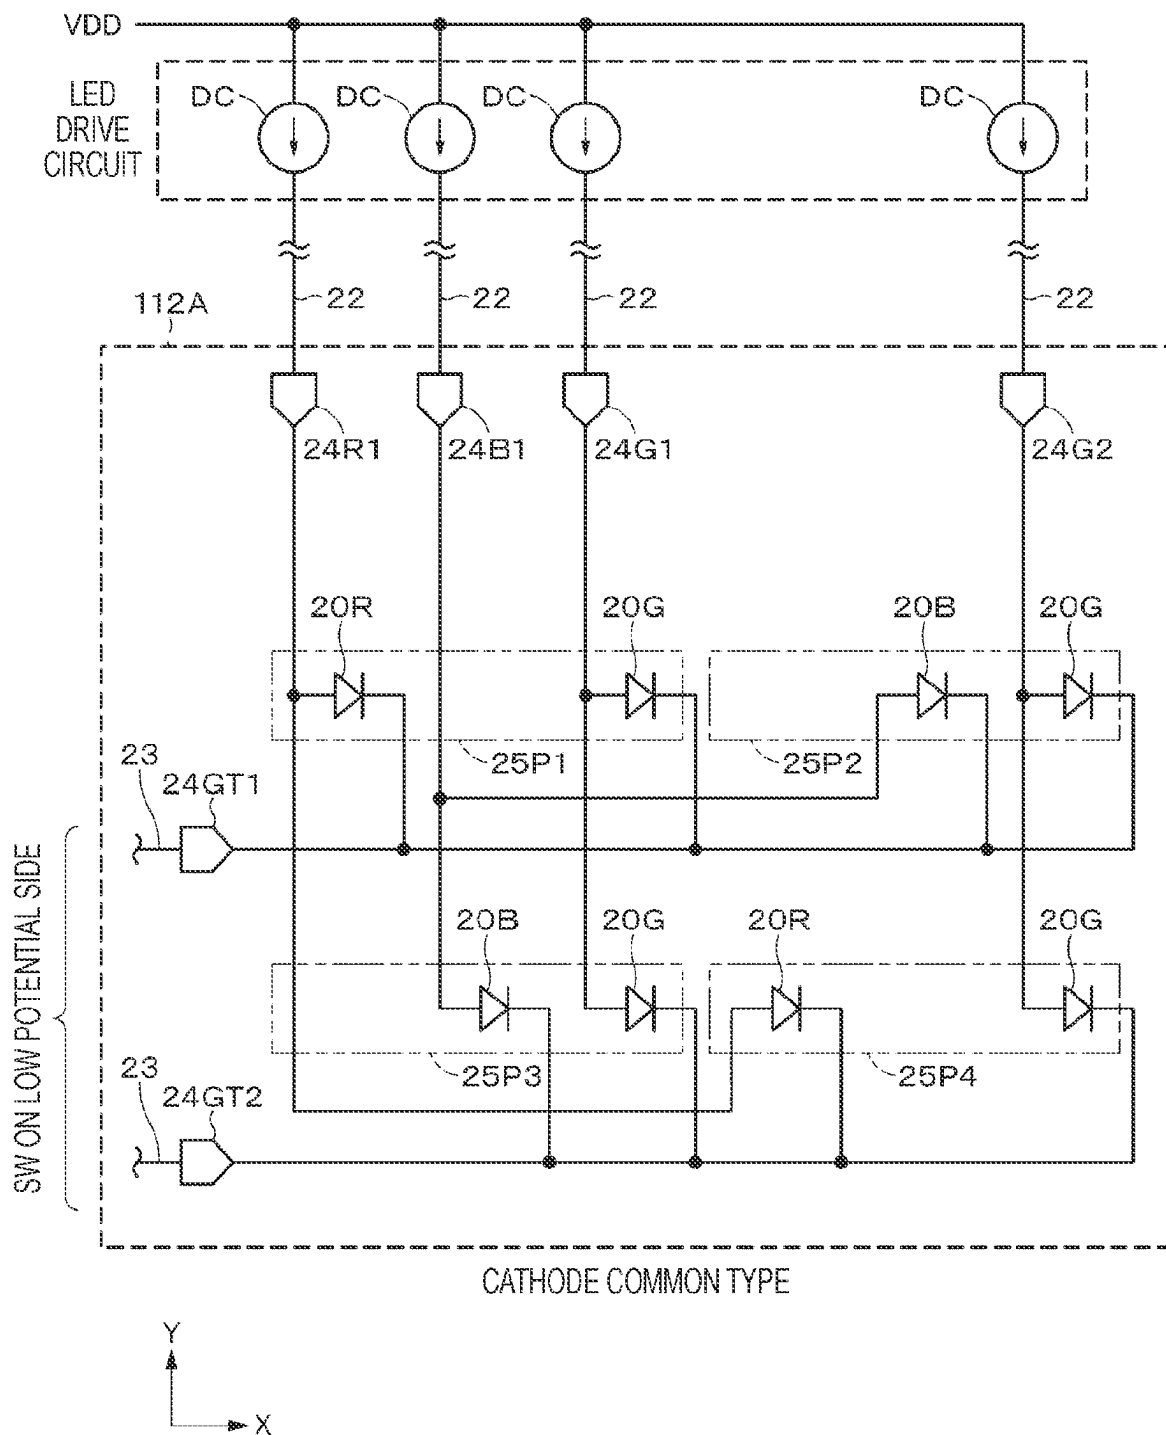 VDD
LED
DRIVE
CIRCUIT
DC DC DC DC
22 22 22 22
112A
24R1 24B1 24G1 24G2
20R 20G 20B 20G
25P1 25P2
23
24GT1
SW ON LOW POTENTIAL SIDE
20B 20G 20R 20G
25P3 25P4
23
24GT2
CATHODE COMMON TYPE
Y
X